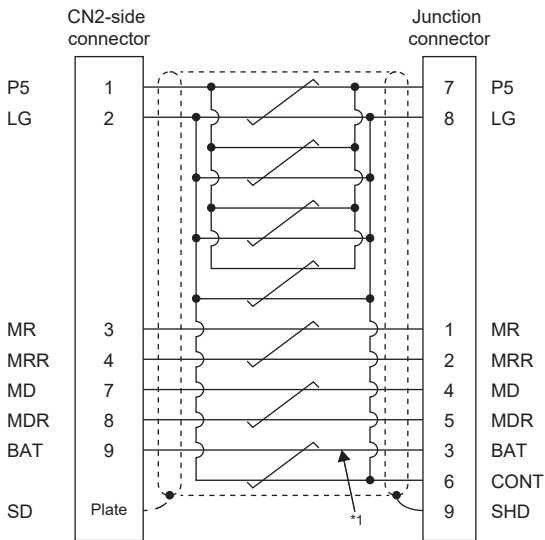 CN2-side connector
Junction connector
P5 1 7 P5
LG 2 8 LG
MR 3 1 MR
MRR 4 2 MRR
MD 7 4 MD
MDR 8 5 MDR
BAT 9 3 BAT
6 CONT
SD Plate *1 9 SHD